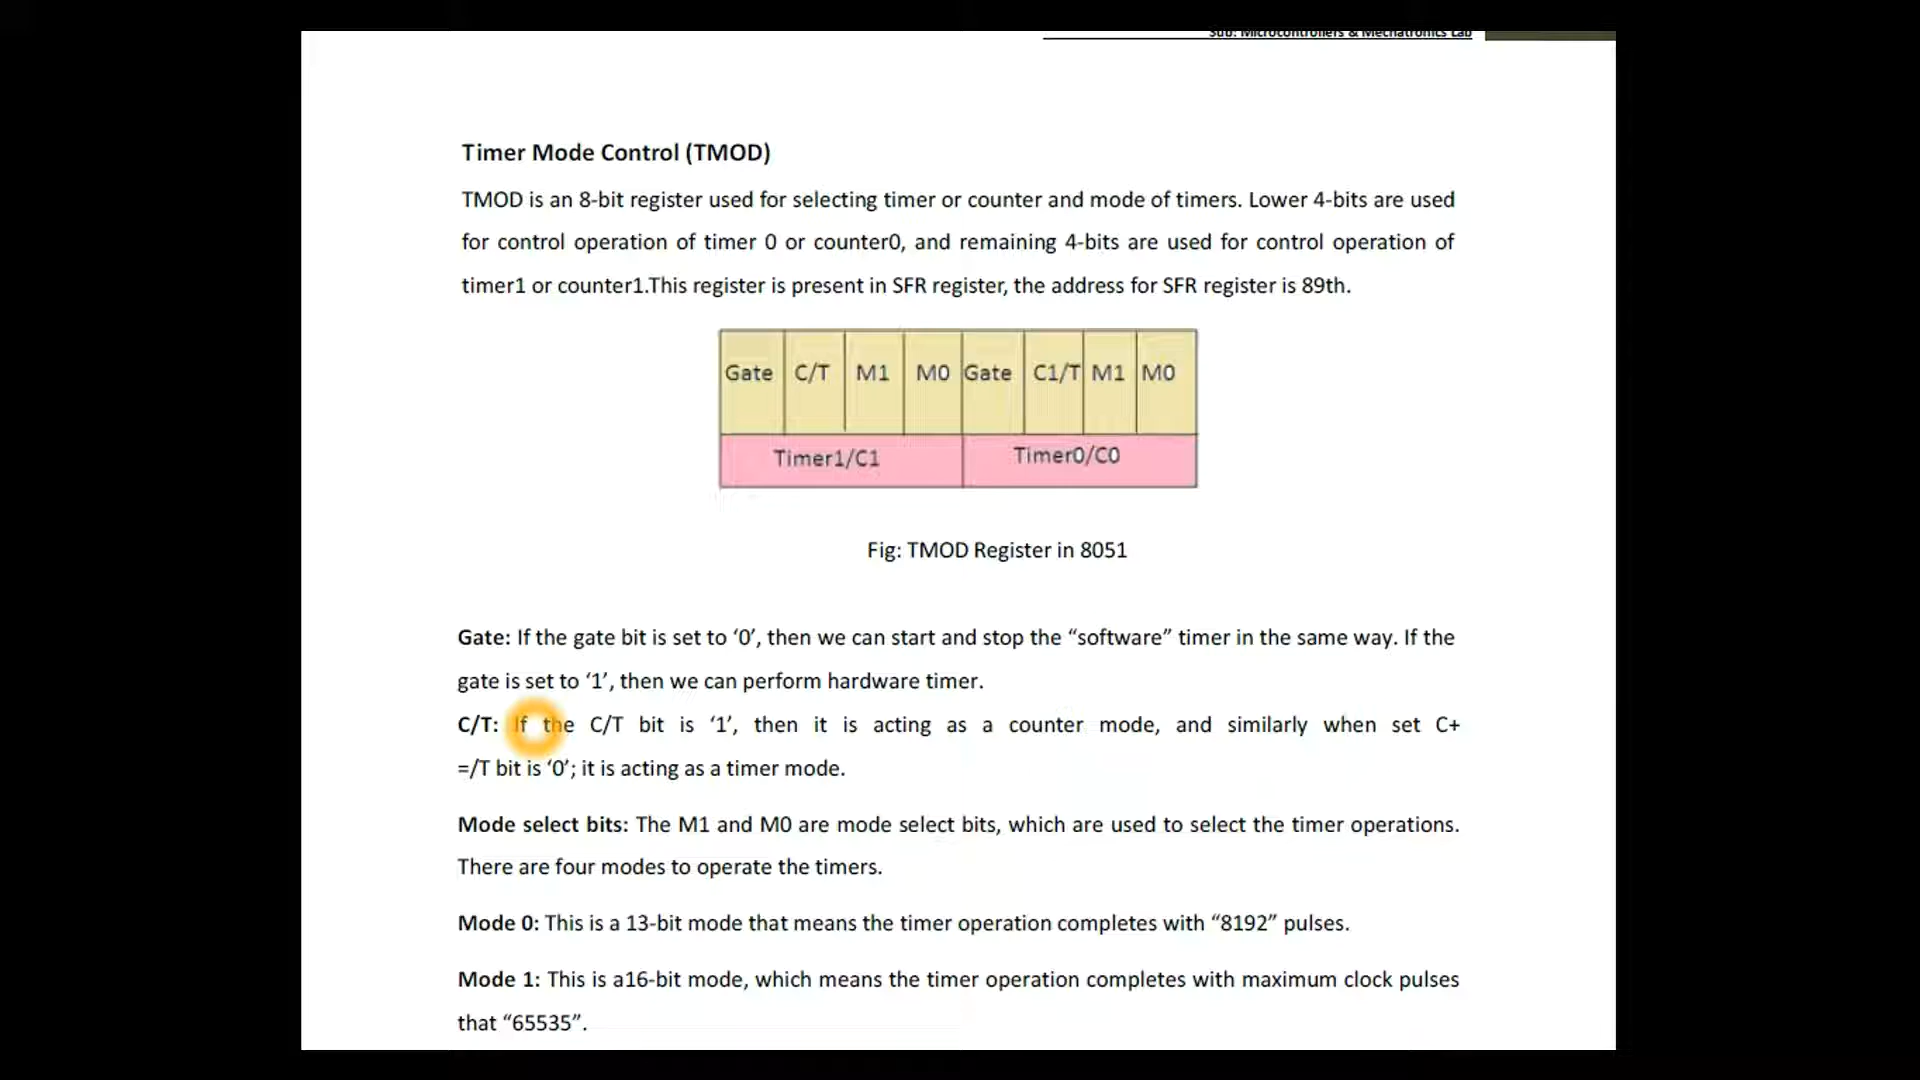 Sub: Microcontrollers & Mechatronics Lab
Timer Mode Control (TMOD)
TMOD is an 8-bit register used for selecting timer or counter and mode of timers. Lower 4-bits are used
for control operation of timer 0 or counter0, and remaining 4-bits are used for control operation of
timer1 or counter1.This register is present in SFR register, the address for SFR register is 89th.
Gate C/T M1 M0 Gate C1/T M1 M0
Timer1/C1 Timer0/C0
Fig: TMOD Register in 8051
Gate: If the gate bit is set to ‘0’, then we can start and stop the “software” timer in the same way. If the
gate is set to ‘1’, then we can perform hardware timer.
C/T: If the C/T bit is ‘1’, then it is acting as a counter mode, and similarly when set C+
=/T bit is ‘0’; it is acting as a timer mode.
Mode select bits: The M1 and M0 are mode select bits, which are used to select the timer operations.
There are four modes to operate the timers.
Mode 0: This is a 13-bit mode that means the timer operation completes with “8192” pulses.
Mode 1: This is a16-bit mode, which means the timer operation completes with maximum clock pulses
that “65535”.